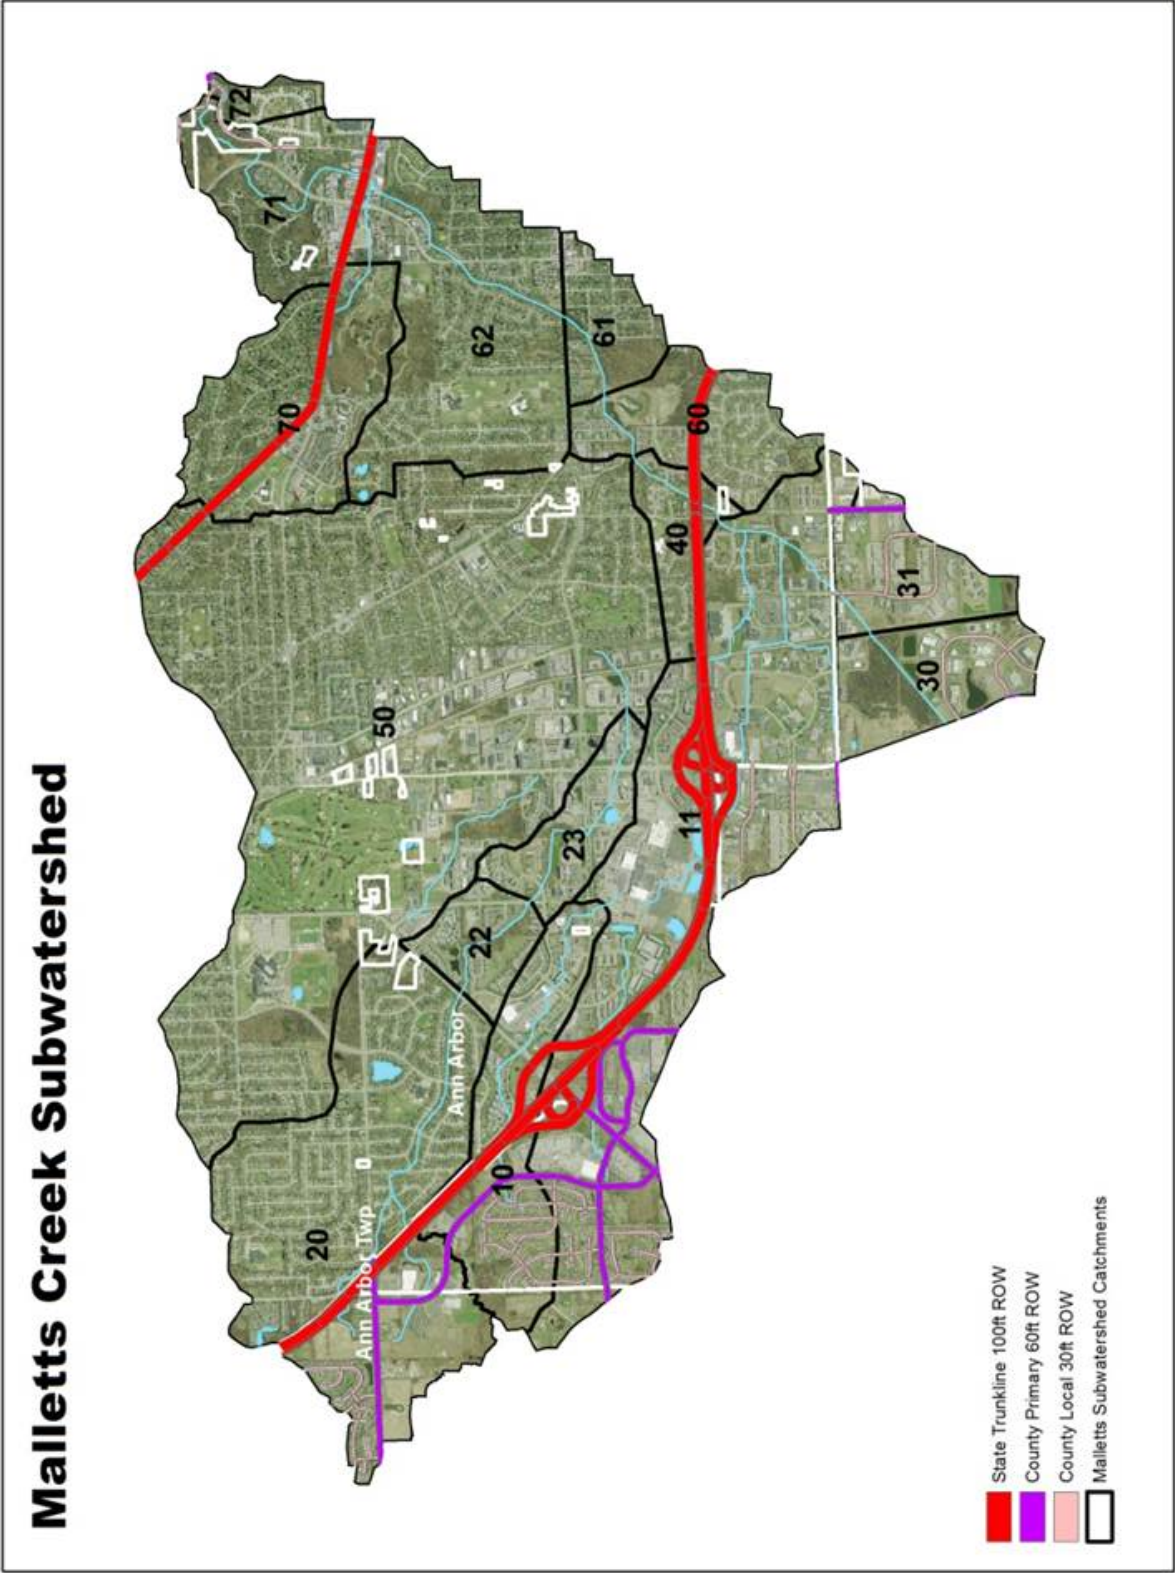 Malletts Creek Subwatershed
72
71
70
62
61
60
40
50
31
30
23
11
22
Ann Arbor
10
20
Ann Arbor Twp
State Trunkline 100ft ROW
County Primary 60ft ROW
County Local 30ft ROW
Malletts Subwatershed Catchments